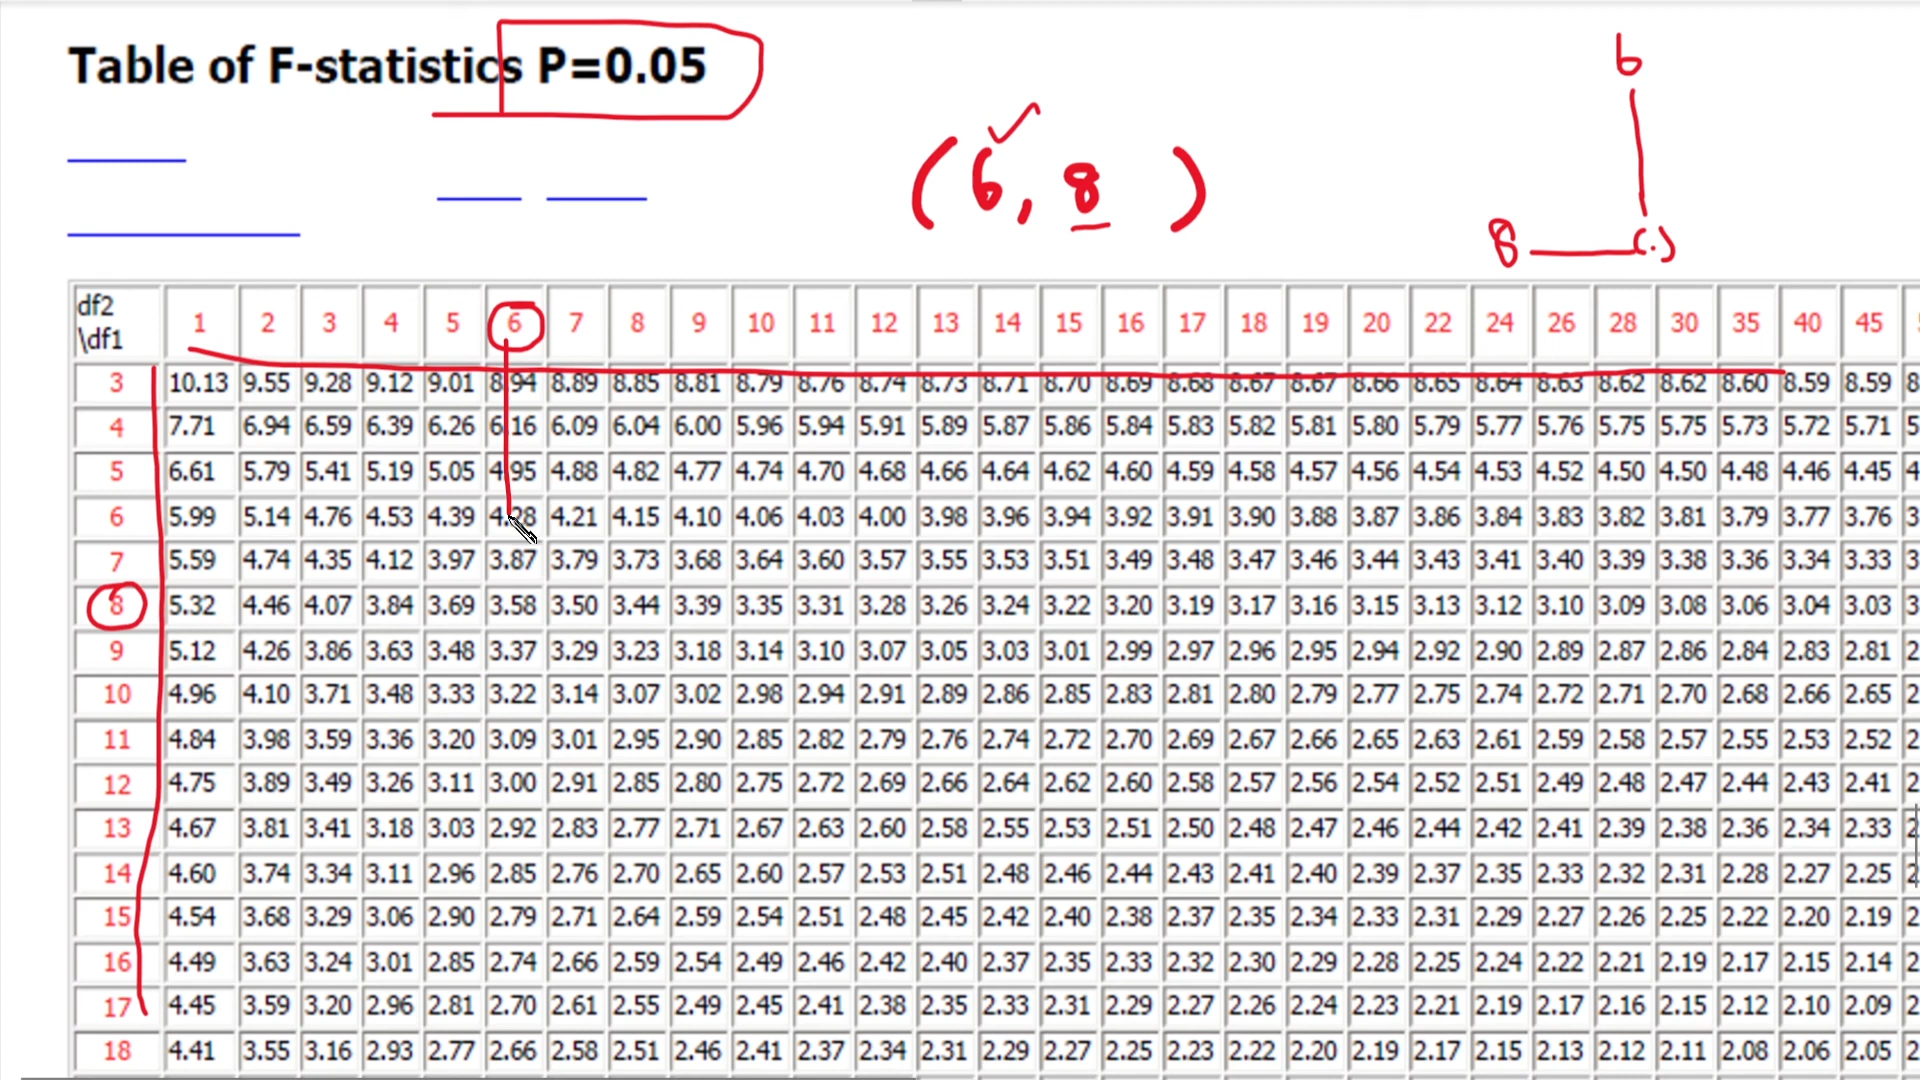 Table of F-statistics P=0.05
6
(6, 8)
8 (.)
df2 \df1 1 2 3 4 5 6 7 8 9 10 11 12 13 14 15 16 17 18 19 20 22 24 26 28 30 35 40 45
3 10.13 9.55 9.28 9.12 9.01 8.94 8.89 8.85 8.81 8.79 8.76 8.74 8.73 8.71 8.70 8.69 8.68 8.67 8.67 8.66 8.65 8.64 8.63 8.62 8.62 8.60 8.59 8.59 8
4 7.71 6.94 6.59 6.39 6.26 6.16 6.09 6.04 6.00 5.96 5.94 5.91 5.89 5.87 5.86 5.84 5.83 5.82 5.81 5.80 5.79 5.77 5.76 5.75 5.75 5.73 5.72 5.71 5
5 6.61 5.79 5.41 5.19 5.05 4.95 4.88 4.82 4.77 4.74 4.70 4.68 4.66 4.64 4.62 4.60 4.59 4.58 4.57 4.56 4.54 4.53 4.52 4.50 4.50 4.48 4.46 4.45 4
6 5.99 5.14 4.76 4.53 4.39 4.28 4.21 4.15 4.10 4.06 4.03 4.00 3.98 3.96 3.94 3.92 3.91 3.90 3.88 3.87 3.86 3.84 3.83 3.82 3.81 3.79 3.77 3.76 3
7 5.59 4.74 4.35 4.12 3.97 3.87 3.79 3.73 3.68 3.64 3.60 3.57 3.55 3.53 3.51 3.49 3.48 3.47 3.46 3.44 3.43 3.41 3.40 3.39 3.38 3.36 3.34 3.33 3
8 5.32 4.46 4.07 3.84 3.69 3.58 3.50 3.44 3.39 3.35 3.31 3.28 3.26 3.24 3.22 3.20 3.19 3.17 3.16 3.15 3.13 3.12 3.10 3.09 3.08 3.06 3.04 3.03 3
9 5.12 4.26 3.86 3.63 3.48 3.37 3.29 3.23 3.18 3.14 3.10 3.07 3.05 3.03 3.01 2.99 2.97 2.96 2.95 2.94 2.92 2.90 2.89 2.87 2.86 2.84 2.83 2.81 2
10 4.96 4.10 3.71 3.48 3.33 3.22 3.14 3.07 3.02 2.98 2.94 2.91 2.89 2.86 2.85 2.83 2.81 2.80 2.79 2.77 2.75 2.74 2.72 2.71 2.70 2.68 2.66 2.65 2
11 4.84 3.98 3.59 3.36 3.20 3.09 3.01 2.95 2.90 2.85 2.82 2.79 2.76 2.74 2.72 2.70 2.69 2.67 2.66 2.65 2.63 2.61 2.59 2.58 2.57 2.55 2.53 2.52 2
12 4.75 3.89 3.49 3.26 3.11 3.00 2.91 2.85 2.80 2.75 2.72 2.69 2.66 2.64 2.62 2.60 2.58 2.57 2.56 2.54 2.52 2.51 2.49 2.48 2.47 2.44 2.43 2.41 2
13 4.67 3.81 3.41 3.18 3.03 2.92 2.83 2.77 2.71 2.67 2.63 2.60 2.58 2.55 2.53 2.51 2.50 2.48 2.47 2.46 2.44 2.42 2.41 2.39 2.38 2.36 2.34 2.33 2
14 4.60 3.74 3.34 3.11 2.96 2.85 2.76 2.70 2.65 2.60 2.57 2.53 2.51 2.48 2.46 2.44 2.43 2.41 2.40 2.39 2.37 2.35 2.33 2.32 2.31 2.28 2.27 2.25 2
15 4.54 3.68 3.29 3.06 2.90 2.79 2.71 2.64 2.59 2.54 2.51 2.48 2.45 2.42 2.40 2.38 2.37 2.35 2.34 2.33 2.31 2.29 2.27 2.26 2.25 2.22 2.20 2.19 2
16 4.49 3.63 3.24 3.01 2.85 2.74 2.66 2.59 2.54 2.49 2.46 2.42 2.40 2.37 2.35 2.33 2.32 2.30 2.29 2.28 2.25 2.24 2.22 2.21 2.19 2.17 2.15 2.14 2
17 4.45 3.59 3.20 2.96 2.81 2.70 2.61 2.55 2.49 2.45 2.41 2.38 2.35 2.33 2.31 2.29 2.27 2.26 2.24 2.23 2.21 2.19 2.17 2.16 2.15 2.12 2.10 2.09 2
18 4.41 3.55 3.16 2.93 2.77 2.66 2.58 2.51 2.46 2.41 2.37 2.34 2.31 2.29 2.27 2.25 2.23 2.22 2.20 2.19 2.17 2.15 2.13 2.12 2.11 2.08 2.06 2.05 2